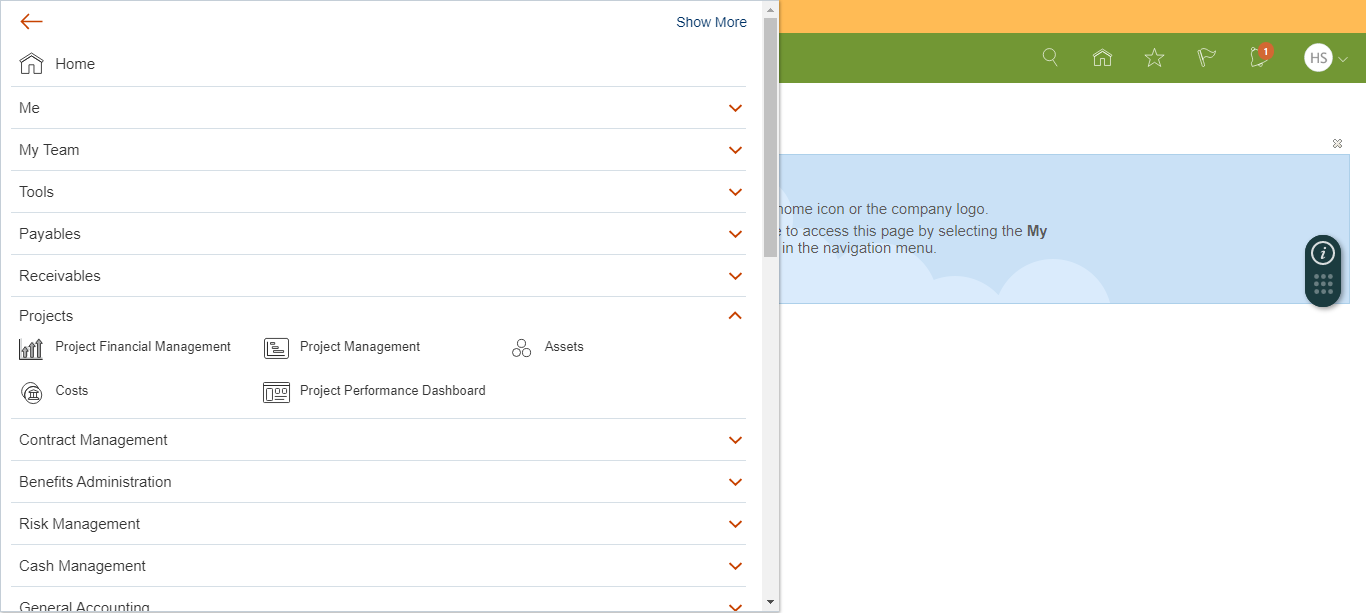 Show More
Home
Me
My Team
Tools
Payables
Receivables
Projects
Project Financial Management
Project Management
Assets
Costs
Project Performance Dashboard
Contract Management
Benefits Administration
Risk Management
Cash Management
General Accounting
1
HS
home icon or the company logo.
to access this page by selecting the My
in the navigation menu.
i